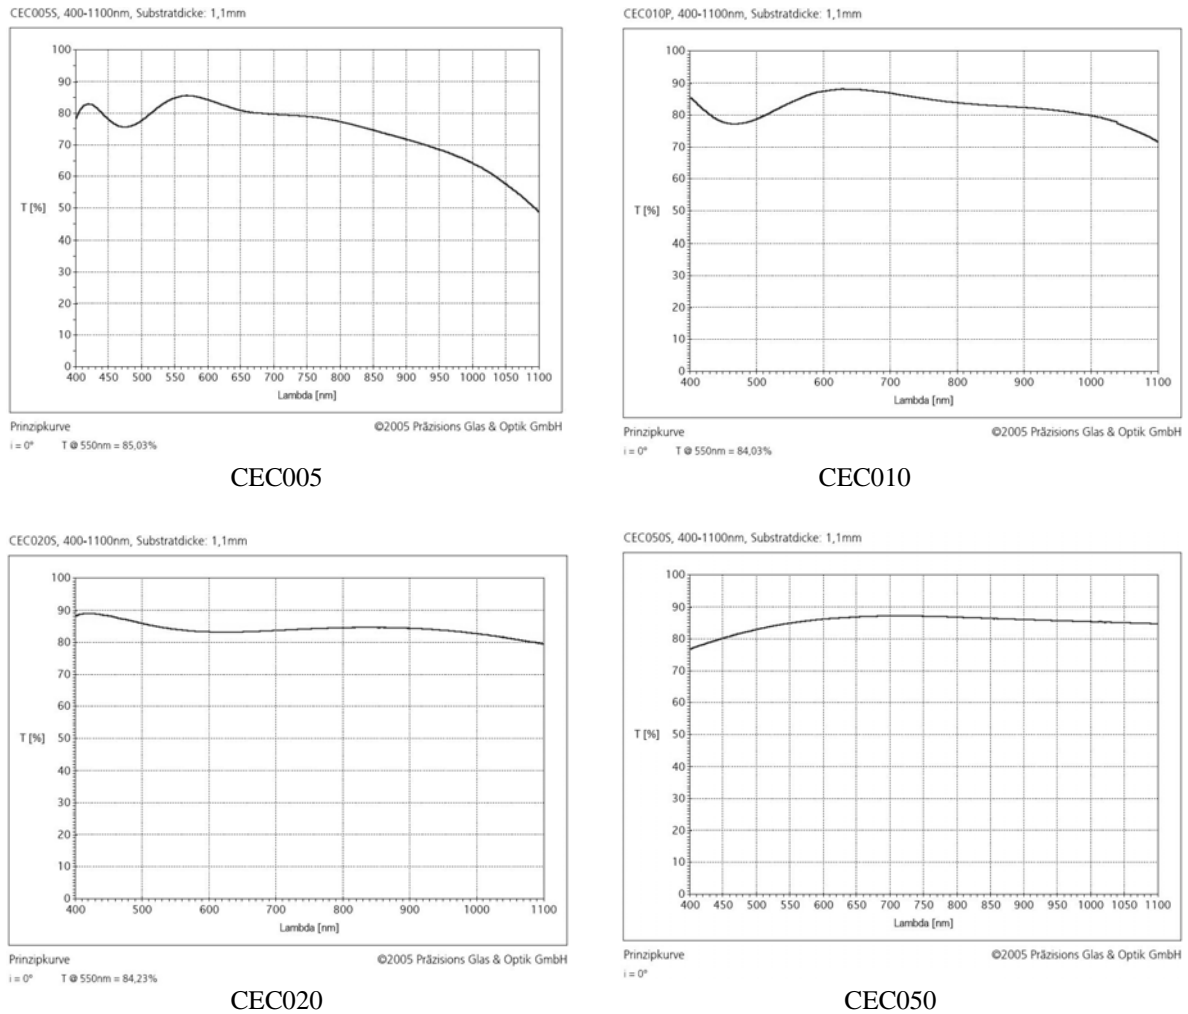 CEC005S, 400-1100nm, Substratdicke: 1,1mm
100
90
80
70
60
T [%] 50
40
30
20
10
0
400 450 500 550 600 650 700 750 800 850 900 950 1000 1050 1100
Lambda [nm]
Prinzipkurve ©2005 Präzisions Glas & Optik GmbH
i = 0° T @ 550nm = 85,03%
CEC005
CEC010P, 400-1100nm, Substratdicke: 1,1mm
100
90
80
70
60
T [%] 50
40
30
20
10
0
400 500 600 700 800 900 1000 1100
Lambda [nm]
Prinzipkurve ©2005 Präzisions Glas & Optik GmbH
i = 0° T @ 550nm = 84,03%
CEC010
CEC020S, 400-1100nm, Substratdicke: 1,1mm
100
90
80
70
60
T [%] 50
40
30
20
10
0
400 500 600 700 800 900 1000 1100
Lambda [nm]
Prinzipkurve ©2005 Präzisions Glas & Optik GmbH
i = 0° T @ 550nm = 84,23%
CEC020
CEC050S, 400-1100nm, Substratdicke: 1,1mm
100
90
80
70
60
T [%] 50
40
30
20
10
0
400 450 500 550 600 650 700 750 800 850 900 950 1000 1050 1100
Lambda [nm]
Prinzipkurve ©2005 Präzisions Glas & Optik GmbH
i = 0°
CEC050